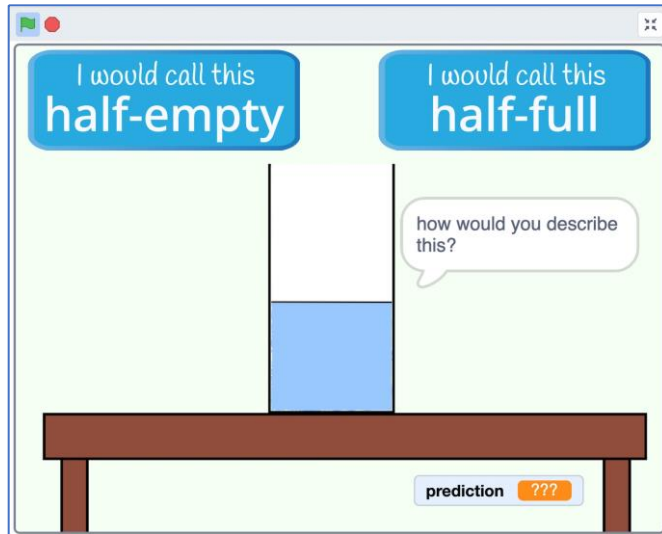 I would call this
half-empty
I would call this
half-full
how would you describe
this?
prediction ???